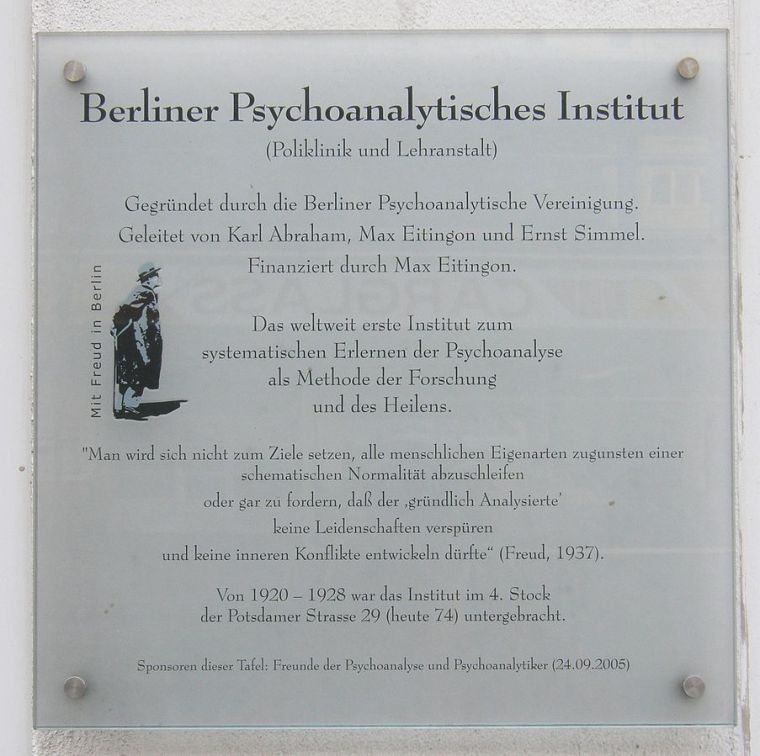 Berliner Psychoanalytisches Institut
(Poliklinik und Lehranstalt)
Gegründet durch die Berliner Psychoanalytische Vereinigung.
Geleitet von Karl Abraham, Max Eitingon und Ernst Simmel.
Finanziert durch Max Eitingon.
Mit Freud in Berlin
Das weltweit erste Institut zum
systematischen Erlernen der Psychoanalyse
als Methode der Forschung
und des Heilens.
"Man wird sich nicht zum Ziele setzen, alle menschlichen Eigenarten zugunsten einer
schematischen Normalität abzuschleifen
oder gar zu fordern, daß der ‚gründlich Analysierte'
keine Leidenschaften verspüren
und keine inneren Konflikte entwickeln dürfte“ (Freud, 1937).
Von 1920 – 1928 war das Institut im 4. Stock
der Potsdamer Strasse 29 (heute 74) untergebracht.
Sponsoren dieser Tafel: Freunde der Psychoanalyse und Psychoanalytiker (24.09.2005)